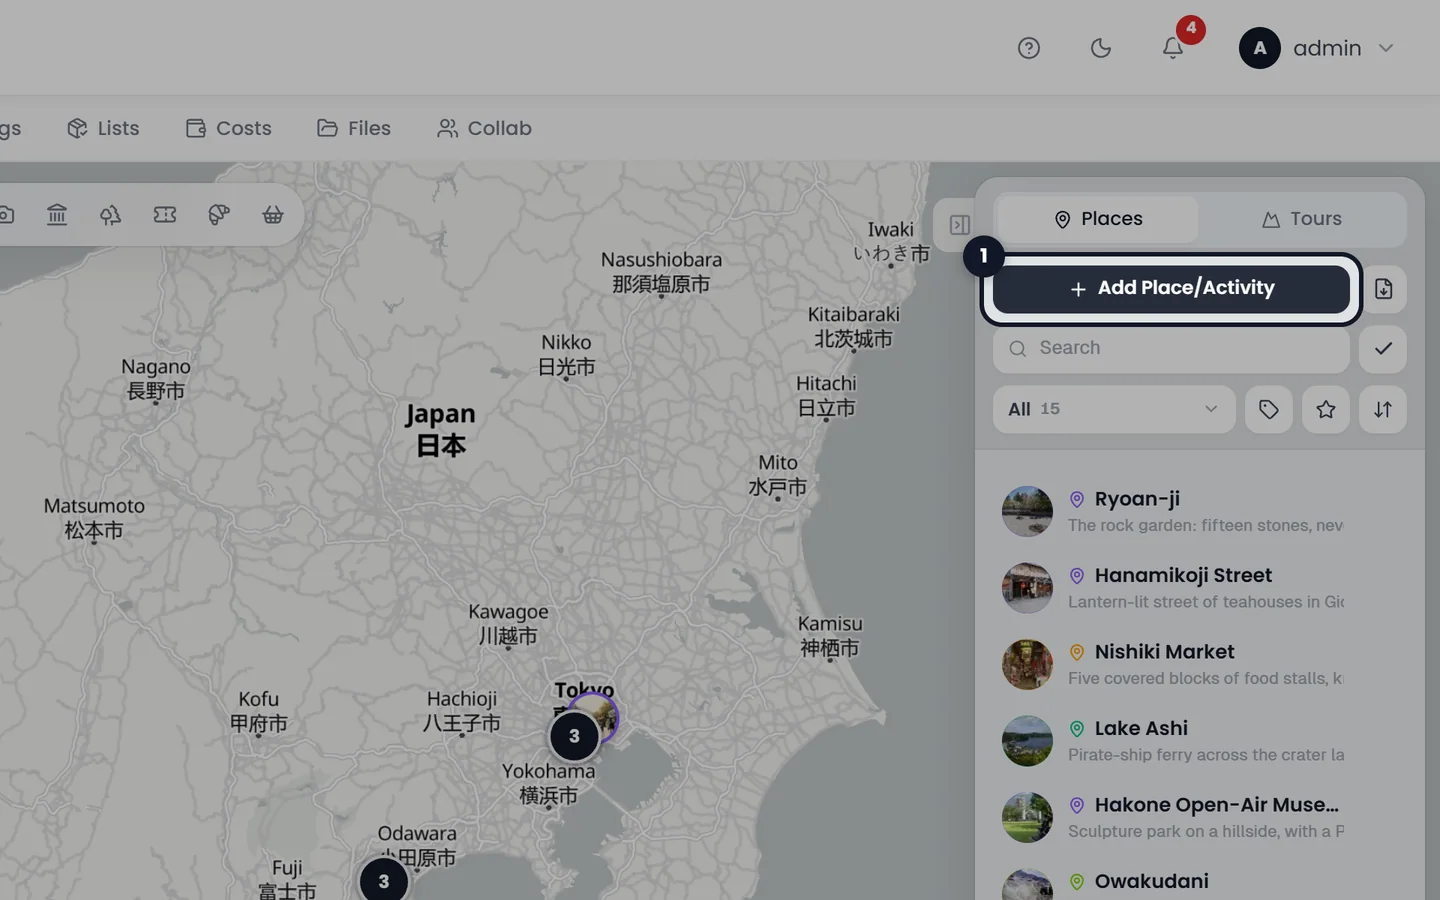 4
A admin
gs Lists Costs Files Collab
Places Tours
1
+ Add Place/Activity
Search
All 15
Ryoan-ji
The rock garden: fifteen stones, nev
Hanamikoji Street
Lantern-lit street of teahouses in Gio
Nishiki Market
Five covered blocks of food stalls, k
Lake Ashi
Pirate-ship ferry across the crater la
Hakone Open-Air Muse...
Sculpture park on a hillside, with a P
Owakudani
Iwaki
いわき市
Nasushiobara
那須塩原市
Kitaibaraki
北茨城市
Nikko
日光市
Nagano
長野市
Hitachi
日立市
Japan
日本
Mito
水戸市
Matsumoto
松本市
Kawagoe
川越市
Kamisu
神栖市
Tokyo
3
Kofu
甲府市
Hachioji
八王子市
Yokohama
横浜市
Odawara
小田原市
3
Fuji
富士市